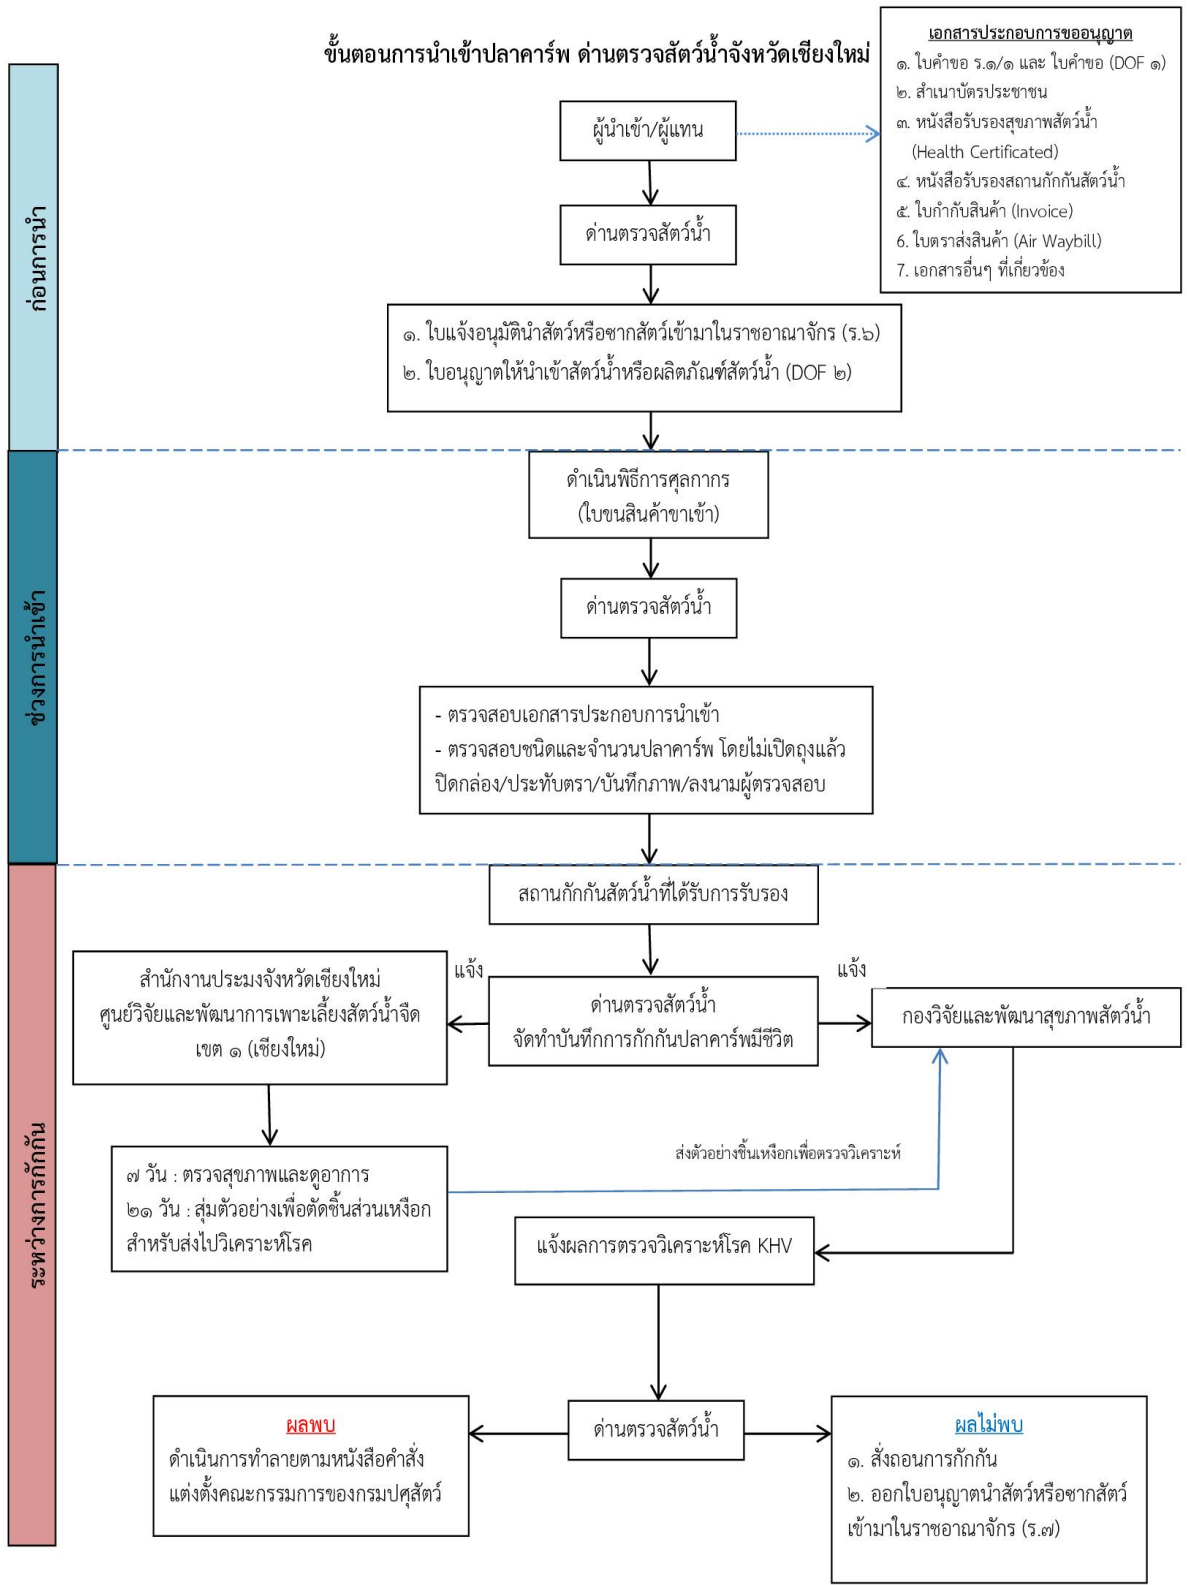 ขั้นตอนการนำเข้าปลาคาร์พ ด่านตรวจสัตว์น้ำจังหวัดเชียงใหม่
เอกสารประกอบการขออนุญาต
๑. ใบคำขอ ร.๑/๑ และ ใบคำขอ (DOF ๑)
๒. สำเนาบัตรประชาชน
๓. หนังสือรับรองสุขภาพสัตว์น้ำ
(Health Certificated)
๔. หนังสือรับรองสถานกักกันสัตว์น้ำ
๕. ใบกำกับสินค้า (Invoice)
6. ใบตราส่งสินค้า (Air Waybill)
7. เอกสารอื่นๆ ที่เกี่ยวข้อง
ก่อนการนำ
ผู้นำเข้า/ผู้แทน
ด่านตรวจสัตว์น้ำ
๑. ใบแจ้งอนุมัตินำสัตว์หรือซากสัตว์เข้ามาในราชอาณาจักร (ร.๖)
๒. ใบอนุญาตให้นำเข้าสัตว์น้ำหรือผลิตภัณฑ์สัตว์น้ำ (DOF ๒)
ช่วงการนำเข้า
ดำเนินพิธีการศุลกากร
(ใบขนสินค้าขาเข้า)
ด่านตรวจสัตว์น้ำ
- ตรวจสอบเอกสารประกอบการนำเข้า
- ตรวจสอบชนิดและจำนวนปลาคาร์พ โดยไม่เปิดถุงแล้ว
ปิดกล่อง/ประทับตรา/บันทึกภาพ/ลงนามผู้ตรวจสอบ
ระหว่างการกักกัน
สถานกักกันสัตว์น้ำที่ได้รับการรับรอง
สำนักงานประมงจังหวัดเชียงใหม่
ศูนย์วิจัยและพัฒนาการเพาะเลี้ยงสัตว์น้ำจืด
เขต ๑ (เชียงใหม่)
แจ้ง
ด่านตรวจสัตว์น้ำ
จัดทำบันทึกการกักกันปลาคาร์พมีชีวิต
แจ้ง
กองวิจัยและพัฒนาสุขภาพสัตว์น้ำ
๗ วัน : ตรวจสุขภาพและดูอาการ
๒๑ วัน : สุ่มตัวอย่างเพื่อตัดชิ้นส่วนเหงือก
สำหรับส่งไปวิเคราะห์โรค
ส่งตัวอย่างชิ้นเหงือกเพื่อตรวจวิเคราะห์
แจ้งผลการตรวจวิเคราะห์โรค KHV
ด่านตรวจสัตว์น้ำ
ผลพบ
ดำเนินการทำลายตามหนังสือคำสั่ง
แต่งตั้งคณะกรรมการของกรมปศุสัตว์
ผลไม่พบ
๑. สั่งถอนการกักกัน
๒. ออกใบอนุญาตนำสัตว์หรือซากสัตว์
เข้ามาในราชอาณาจักร (ร.๗)